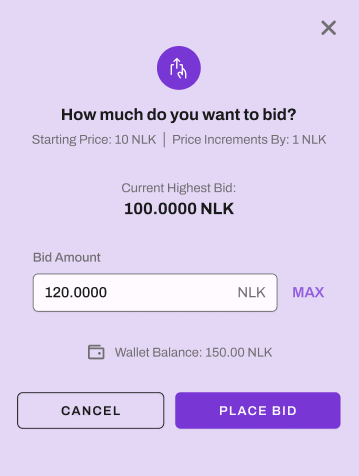 How much do you want to bid?
Starting Price: 10 NLK | Price Increments By: 1 NLK
Current Highest Bid:
100.0000 NLK
Bid Amount
120.0000 NLK MAX
Wallet Balance: 150.00 NLK
CANCEL PLACE BID